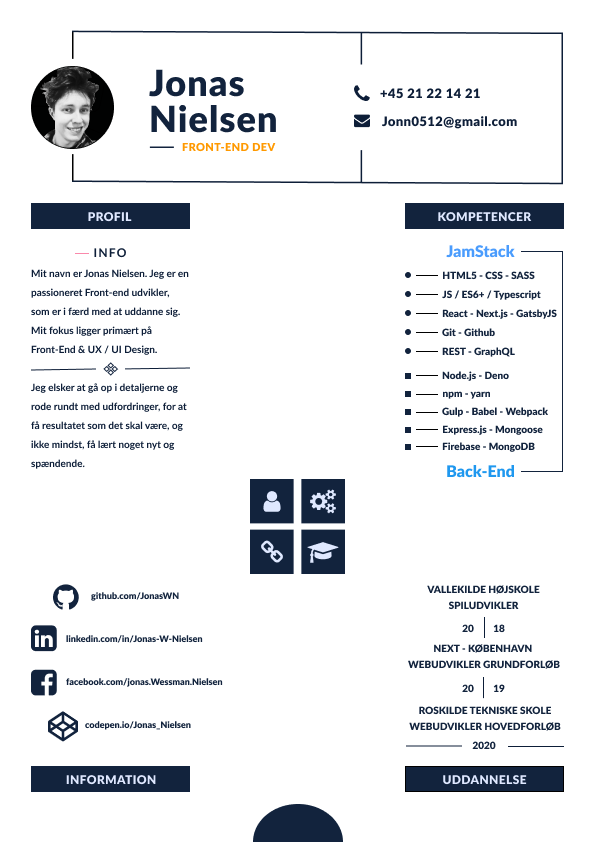 Jonas
Nielsen
FRONT-END DEV
+45 21 22 14 21
Jonn0512@gmail.com
PROFIL
INFO
Mit navn er Jonas Nielsen. Jeg er en
passioneret Front-end udvikler,
som er i færd med at uddanne sig.
Mit fokus ligger primært på
Front-End & UX / UI Design.
Jeg elsker at gå op i detaljerne og
rode rundt med udfordringer, for at
få resultatet som det skal være, og
ikke mindst, få lært noget nyt og
spændende.
KOMPETENCER
JamStack
HTML5 - CSS - SASS
JS / ES6+ / Typescript
React - Next.js - GatsbyJS
Git - Github
REST - GraphQL
Node.js - Deno
npm - yarn
Gulp - Babel - Webpack
Express.js - Mongoose
Firebase - MongoDB
Back-End
github.com/JonasWN
linkedin.com/in/Jonas-W-Nielsen
facebook.com/jonas.Wessman.Nielsen
codepen.io/Jonas_Nielsen
INFORMATION
VALLEKILDE HØJSKOLE
SPILUDVIKLER
20 18
NEXT - KØBENHAVN
WEBUDVIKLER GRUNDFORLØB
20 19
ROSKILDE TEKNISKE SKOLE
WEBUDVIKLER HOVEDFORLØB
2020
UDDANNELSE